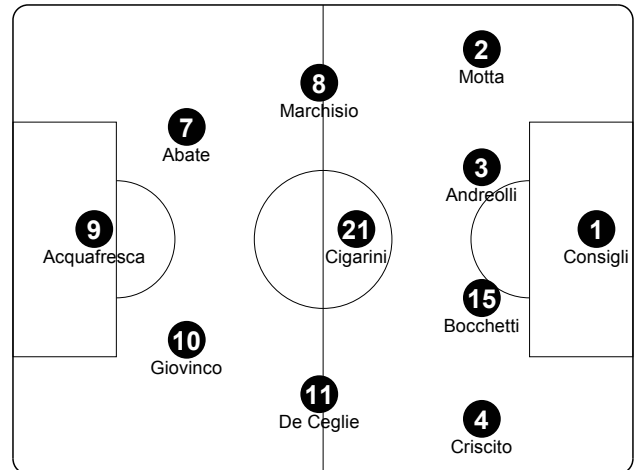 2
Motta
8
Marchisio
7
Abate
3
Andreolli
9
Acquafresca
21
Cigarini
1
Consigli
15
Bocchetti
10
Giovinco
11
De Ceglie
4
Criscito